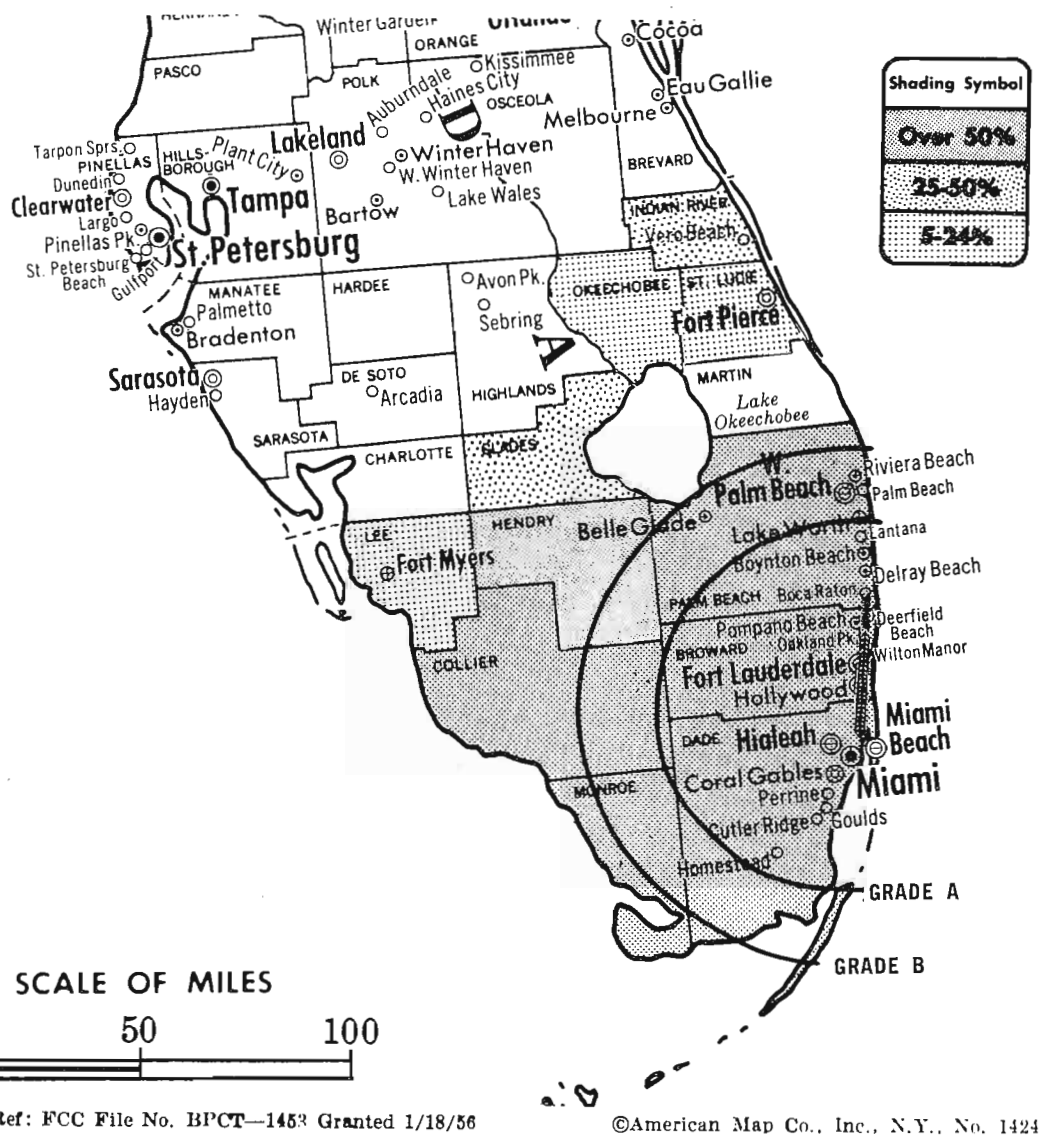 Winter Garden
ORANGE
Cocoa
PASCO
POLK
Kissimmee
Auburndale
Haines City
OSCEOLA
Eau Gallie
Melbourne
D
Shading Symbol
Over 50%
25-50%
5-24%
Tarpon Sprs.
PINELLAS
HILLS-
BOROUGH
Plant City
Lakeland
Winter Haven
W. Winter Haven
BREVARD
Dunedin
Clearwater
Tampa
Lake Wales
Bartow
INDIAN RIVER
Largo
Pinellas Pk.
St. Petersburg
Vero Beach
St. Petersburg
Beach
Gulfport
MANATEE
HARDEE
Avon Pk.
OKEECHOBEE
ST. LUCIE
Palmetto
Bradenton
Sebring
Fort Pierce
A
Sarasota
Hayden
DE SOTO
Arcadia
HIGHLANDS
MARTIN
Lake
Okeechobee
SARASOTA
CHARLOTTE
GLADES
W.
Palm Beach
Riviera Beach
Palm Beach
LEE
HENDRY
Belle Glade
Lake Worth
Lantana
Fort Myers
Boynton Beach
Delray Beach
PALM BEACH
Boca Raton
Pompano Beach
Deerfield
Beach
COLLIER
BROWARD
Oakland Pk.
Wilton Manor
Fort Lauderdale
Hollywood
DADE
Hialeah
Miami
Beach
MONROE
Coral Gables
Miami
Perrine
Cutler Ridge
Goulds
Homestead
GRADE A
GRADE B
SCALE OF MILES
50
100
Ref: FCC File No. BPCT—1453 Granted 1/18/56
©American Map Co., Inc., N.Y., No. 1424